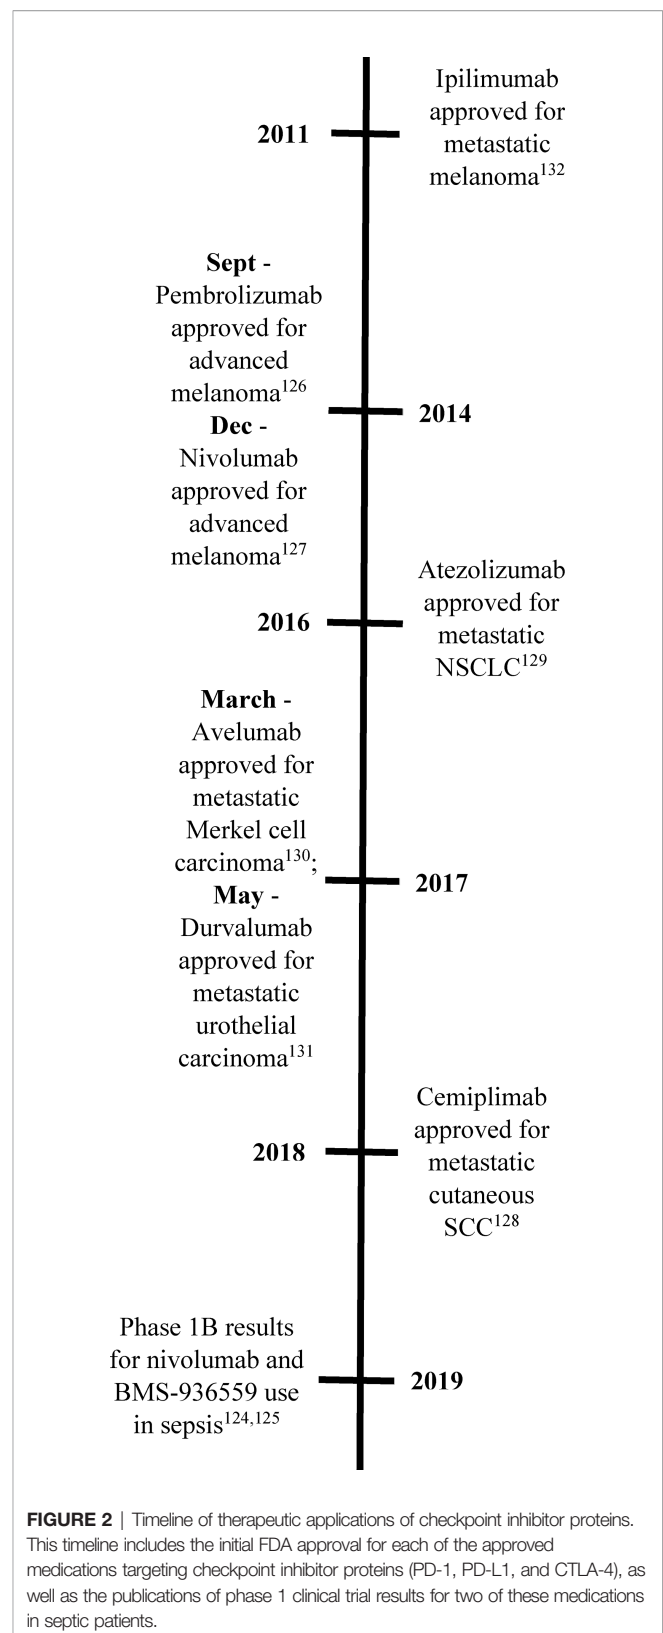 Ipilimumab
approved for
metastatic
melanoma132
2011
Sept -
Pembrolizumab
approved for
advanced
melanoma126
2014
Dec -
Nivolumab
approved for
advanced
melanoma127
Atezolizumab
approved for
metastatic
NSCLC129
2016
March -
Avelumab
approved for
metastatic
Merkel cell
carcinoma130;
2017
May -
Durvalumab
approved for
metastatic
urothelial
carcinoma131
Cemiplimab
approved for
metastatic
cutaneous
SCC128
2018
Phase 1B results
for nivolumab and
BMS-936559 use
in sepsis124,125
2019
FIGURE 2 | Timeline of therapeutic applications of checkpoint inhibitor proteins.
This timeline includes the initial FDA approval for each of the approved
medications targeting checkpoint inhibitor proteins (PD-1, PD-L1, and CTLA-4), as
well as the publications of phase 1 clinical trial results for two of these medications
in septic patients.